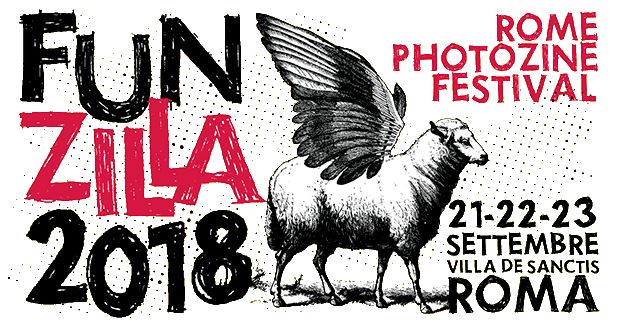 FUN
ZILLA
2018
ROME
PHOTOZINE
FESTIVAL
21-22-23
SETTEMBRE
VILLA DE SANCTIS
ROMA